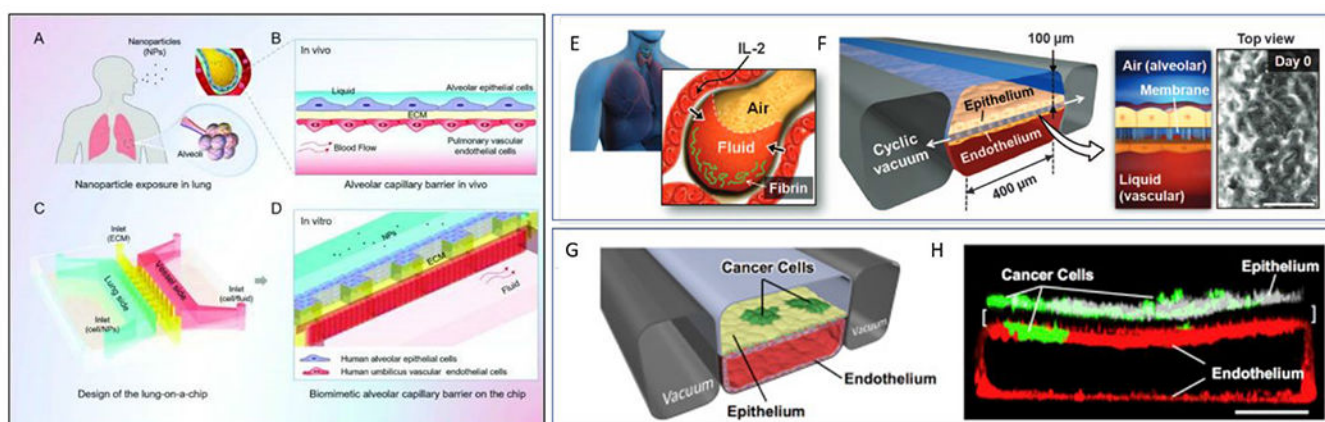 A
Nanoparticles
(NPs)
Alveoli
Nanoparticle exposure in lung
B
In vivo
Liquid
Alveolar epithelial cells
ECM
Blood Flow
Pulmonary vascular
endothelial cells
Alveolar capillary barrier in vivo
C
Inlet
(ECM)
Lung side
Vessel side
Inlet
(cell/fluid)
Inlet
(cell/NPs)
Design of the lung-on-a-chip
D
In vitro
NPs
ECM
Fluid
Human alveolar epithelial cells
Human umbilicus vascular endothelial cells
Biomimetic alveolar capillary barrier on the chip
E
IL-2
Air
Fluid
Fibrin
F
100 µm
Epithelium
Endothelium
Cyclic
vacuum
400 µm
Air (alveolar)
Membrane
Liquid
(vascular)
Top view
Day 0
G
Cancer Cells
Vacuum
Vacuum
Endothelium
Epithelium
H
Cancer Cells
Epithelium
[ ]
Endothelium